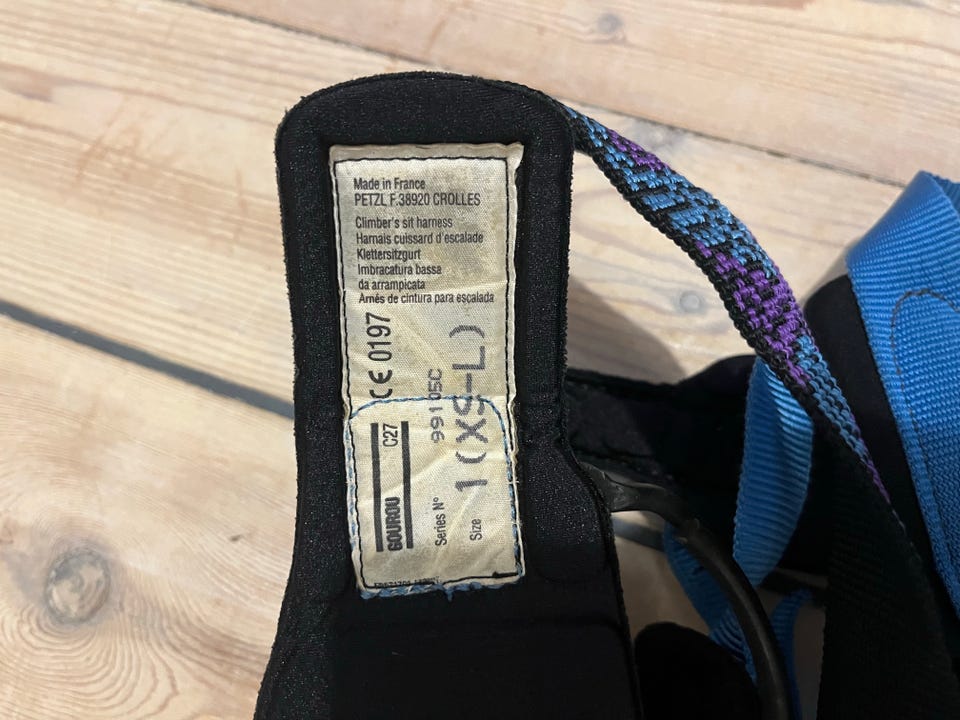 Made in France
PETZL F.38920 CROLLES
Climber's sit harness
Harnais cuissard d'escalade
Klettersitzgurt
Imbracatura bassa
da arrampicata
Arnés de cintura para escalada
CE 0197
GOUROU C27
Series N° 99105C
Size 1 (XS-L)